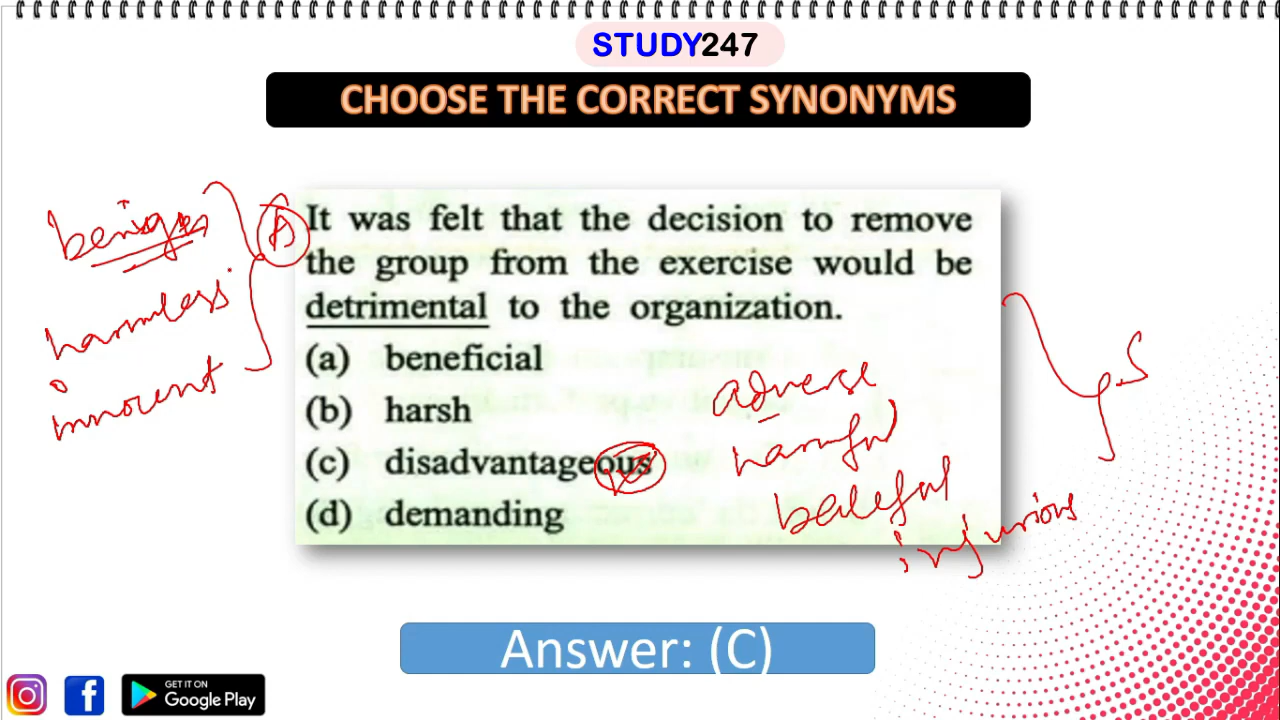 STUDY247
CHOOSE THE CORRECT SYNONYMS
benign
harmless
innocent
A
It was felt that the decision to remove
the group from the exercise would be
detrimental to the organization.
(a) beneficial
(b) harsh
(c) disadvantageous
(d) demanding
adverse
harmful
baleful
injurious
S
Answer: (C)
GET IT ON
Google Play